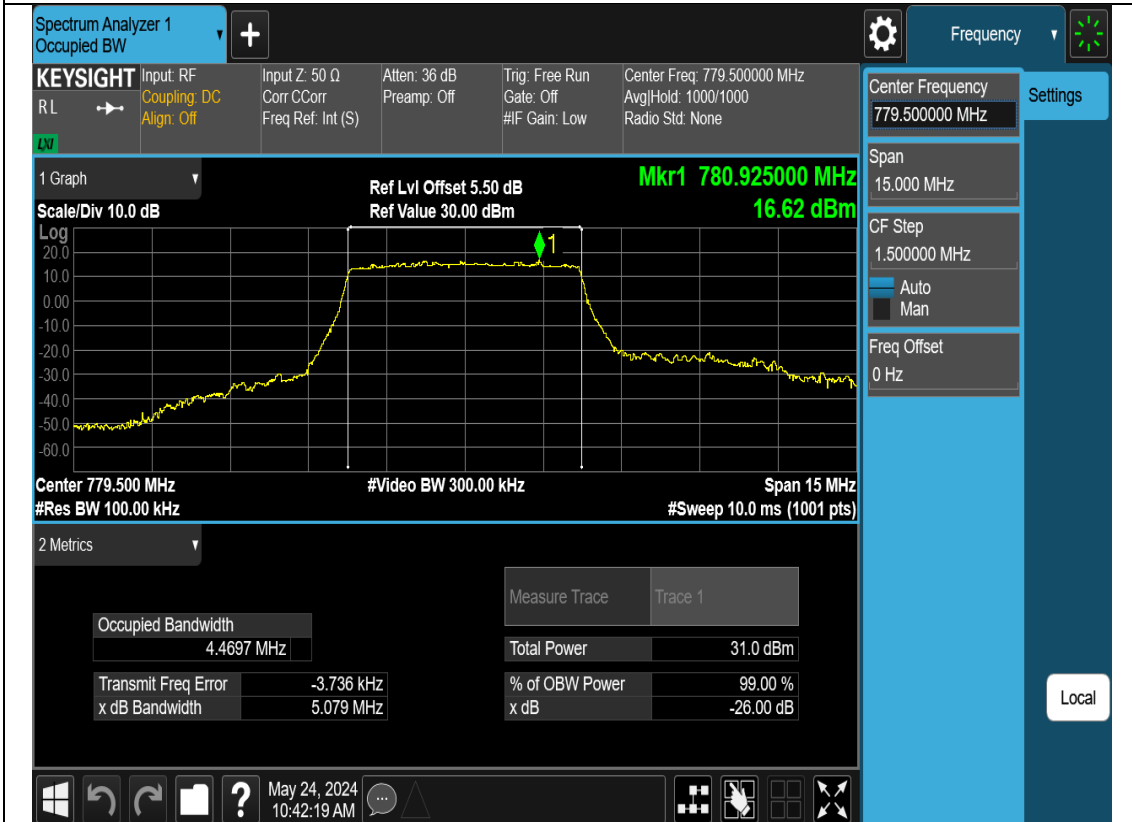 Spectrum Analyzer 1
Occupied BW
+
Frequency
KEYSIGHT
RL
LXI
Input: RF
Coupling: DC
Align: Off
Input Z: 50 Ω
Corr CCorr
Freq Ref: Int (S)
Atten: 36 dB
Preamp: Off
Trig: Free Run
Gate: Off
#IF Gain: Low
Center Freq: 779.500000 MHz
Avg|Hold: 1000/1000
Radio Std: None
Center Frequency
779.500000 MHz
Settings
Span
15.000 MHz
CF Step
1.500000 MHz
Auto
Man
Freq Offset
0 Hz
1 Graph
Scale/Div 10.0 dB
Ref Lvl Offset 5.50 dB
Ref Value 30.00 dBm
Mkr1 780.925000 MHz
16.62 dBm
Log
1
20.0
10.0
0.00
-10.0
-20.0
-30.0
-40.0
-50.0
-60.0
Center 779.500 MHz
#Video BW 300.00 kHz
Span 15 MHz
#Res BW 100.00 kHz
#Sweep 10.0 ms (1001 pts)
2 Metrics
Measure Trace Trace 1
Occupied Bandwidth
4.4697 MHz
Total Power 31.0 dBm
Transmit Freq Error -3.736 kHz
% of OBW Power 99.00 %
x dB Bandwidth 5.079 MHz
x dB -26.00 dB
Local
?
May 24, 2024
10:42:19 AM